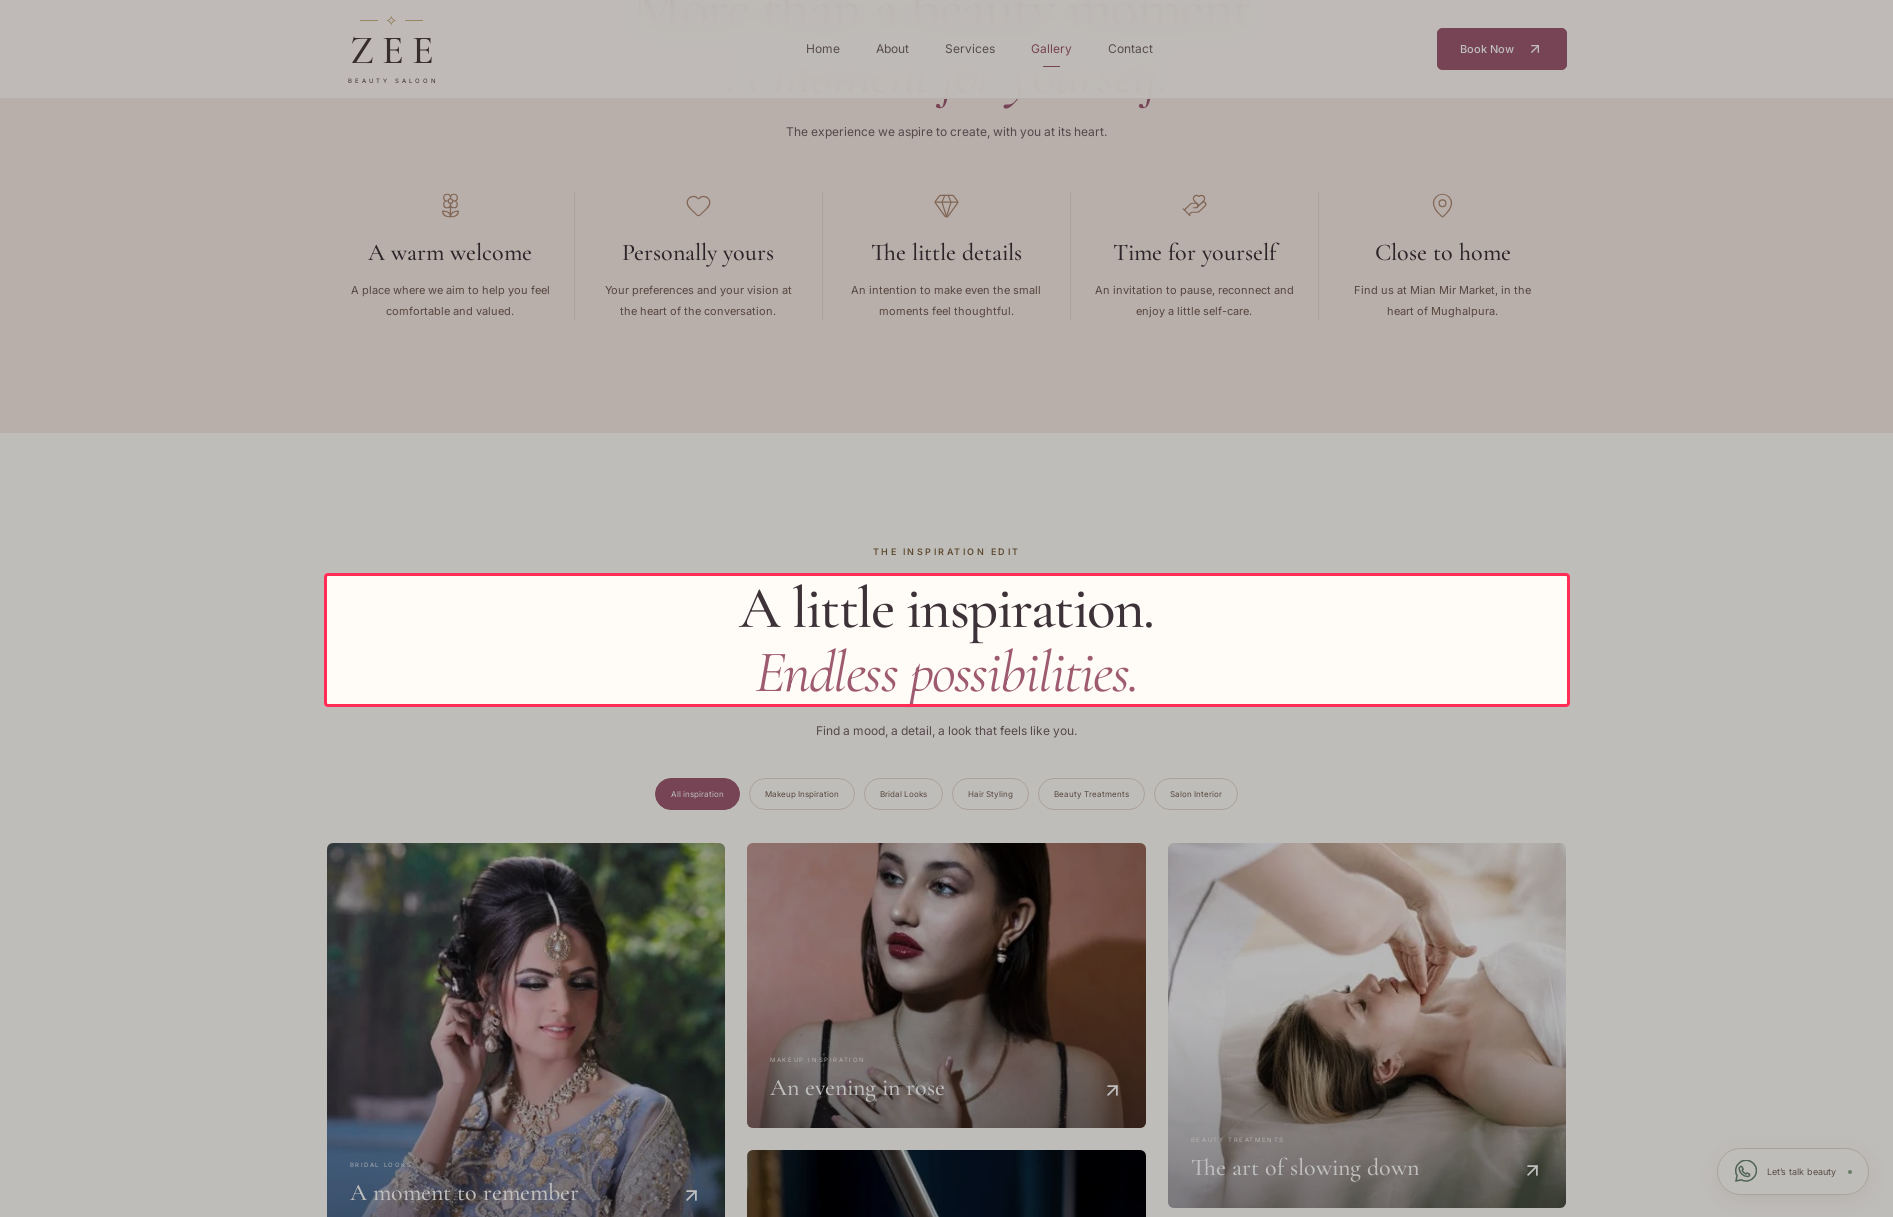 More than a beauty moment.
ZEE
BEAUTY SALOON
Home
About
Services
Gallery
Contact
Book Now
The experience we aspire to create, with you at its heart.
A warm welcome
A place where we aim to help you feel
comfortable and valued.
Personally yours
Your preferences and your vision at
the heart of the conversation.
The little details
An intention to make even the small
moments feel thoughtful.
Time for yourself
An invitation to pause, reconnect and
enjoy a little self-care.
Close to home
Find us at Mian Mir Market, in the
heart of Mughalpura.
THE INSPIRATION EDIT
A little inspiration.
Endless possibilities.
Find a mood, a detail, a look that feels like you.
All inspiration
Makeup Inspiration
Bridal Looks
Hair Styling
Beauty Treatments
Salon Interior
MAKEUP INSPIRATION
An evening in rose
BEAUTY TREATMENTS
The art of slowing down
BRIDAL LOOKS
A moment to remember
Let's talk beauty